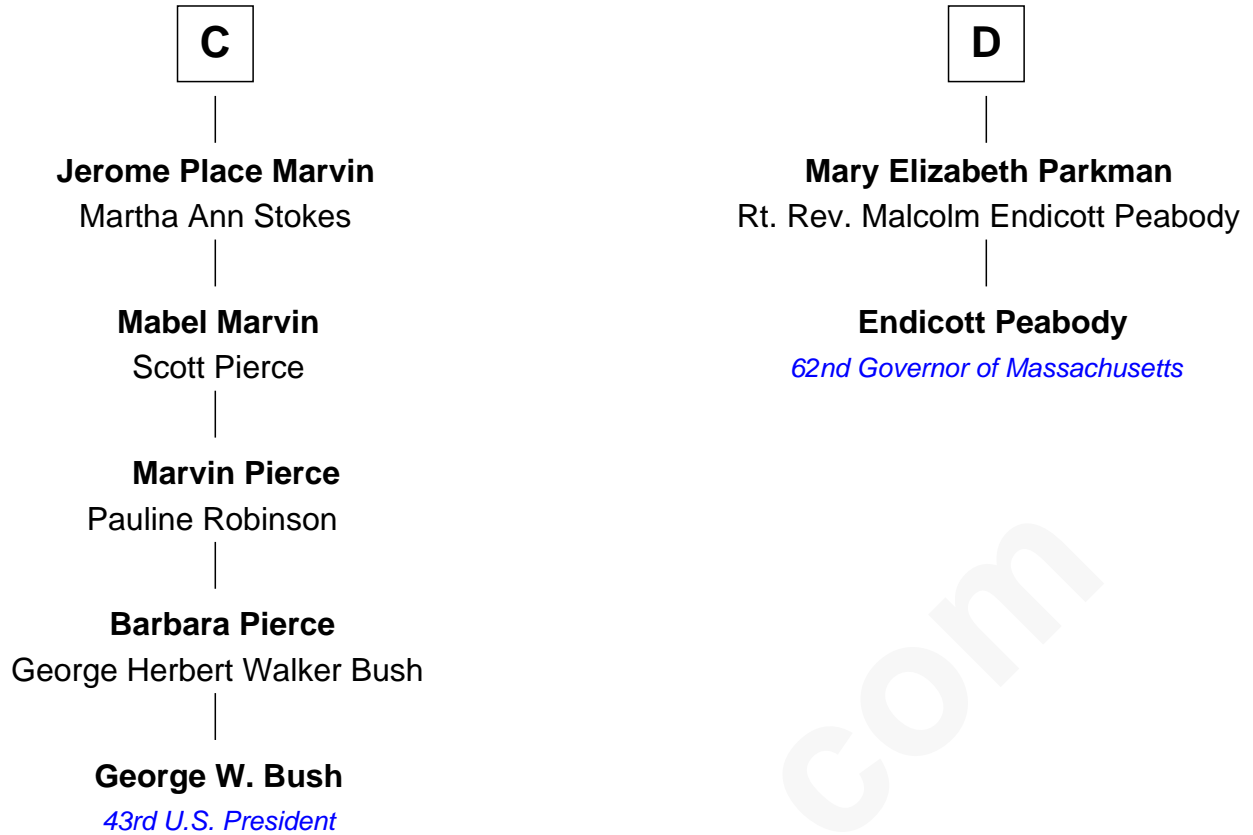 C
Jerome Place Marvin
Martha Ann Stokes
Mabel Marvin
Scott Pierce
Marvin Pierce
Pauline Robinson
Barbara Pierce
George Herbert Walker Bush
George W. Bush
43rd U.S. President
D
Mary Elizabeth Parkman
Rt. Rev. Malcolm Endicott Peabody
Endicott Peabody
62nd Governor of Massachusetts
com